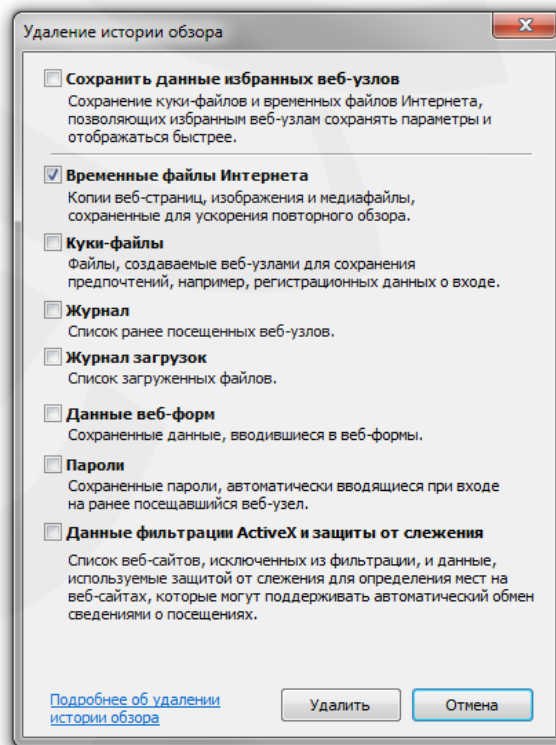 Удаление истории обзора
Сохранить данные избранных веб-узлов
Сохранение куки-файлов и временных файлов Интернета,
позволяющих избранным веб-узлам сохранять параметры и
отображаться быстрее.
Временные файлы Интернета
Копии веб-страниц, изображения и медиафайлы,
сохраненные для ускорения повторного обзора.
Куки-файлы
Файлы, создаваемые веб-узлами для сохранения
предпочтений, например, регистрационных данных о входе.
Журнал
Список ранее посещенных веб-узлов.
Журнал загрузок
Список загруженных файлов.
Данные веб-форм
Сохраненные данные, вводившиеся в веб-формы.
Пароли
Сохраненные пароли, автоматически вводящиеся при входе
на ранее посещавшийся веб-узел.
Данные фильтрации ActiveX и защиты от слежения
Список веб-сайтов, исключенных из фильтрации, и данные,
используемые защитой от слежения для определения мест на
веб-сайтах, которые могут поддерживать автоматический обмен
сведениями о посещениях.
Подробнее об удалении
истории обзора
Удалить
Отмена